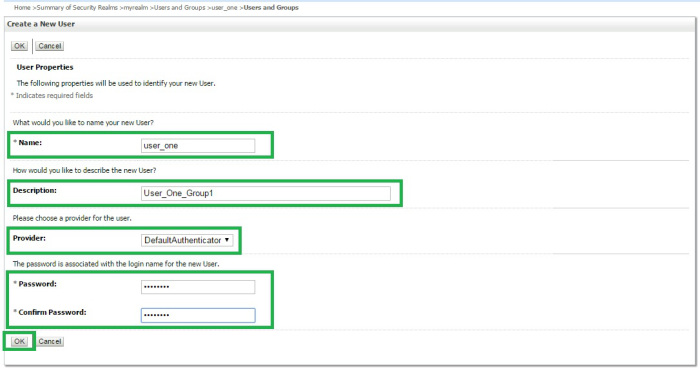 Home >Summary of Security Realms >myrealm >Users and Groups >user_one >Users and Groups
Create a New User
OK Cancel
User Properties
The following properties will be used to identify your new User.
* Indicates required fields
What would you like to name your new User?
* Name: user_one
How would you like to describe the new User?
Description: User_One_Group1
Please choose a provider for the user.
Provider: DefaultAuthenticator
The password is associated with the login name for the new User.
* Password: ••••••••
* Confirm Password: ••••••••
OK Cancel